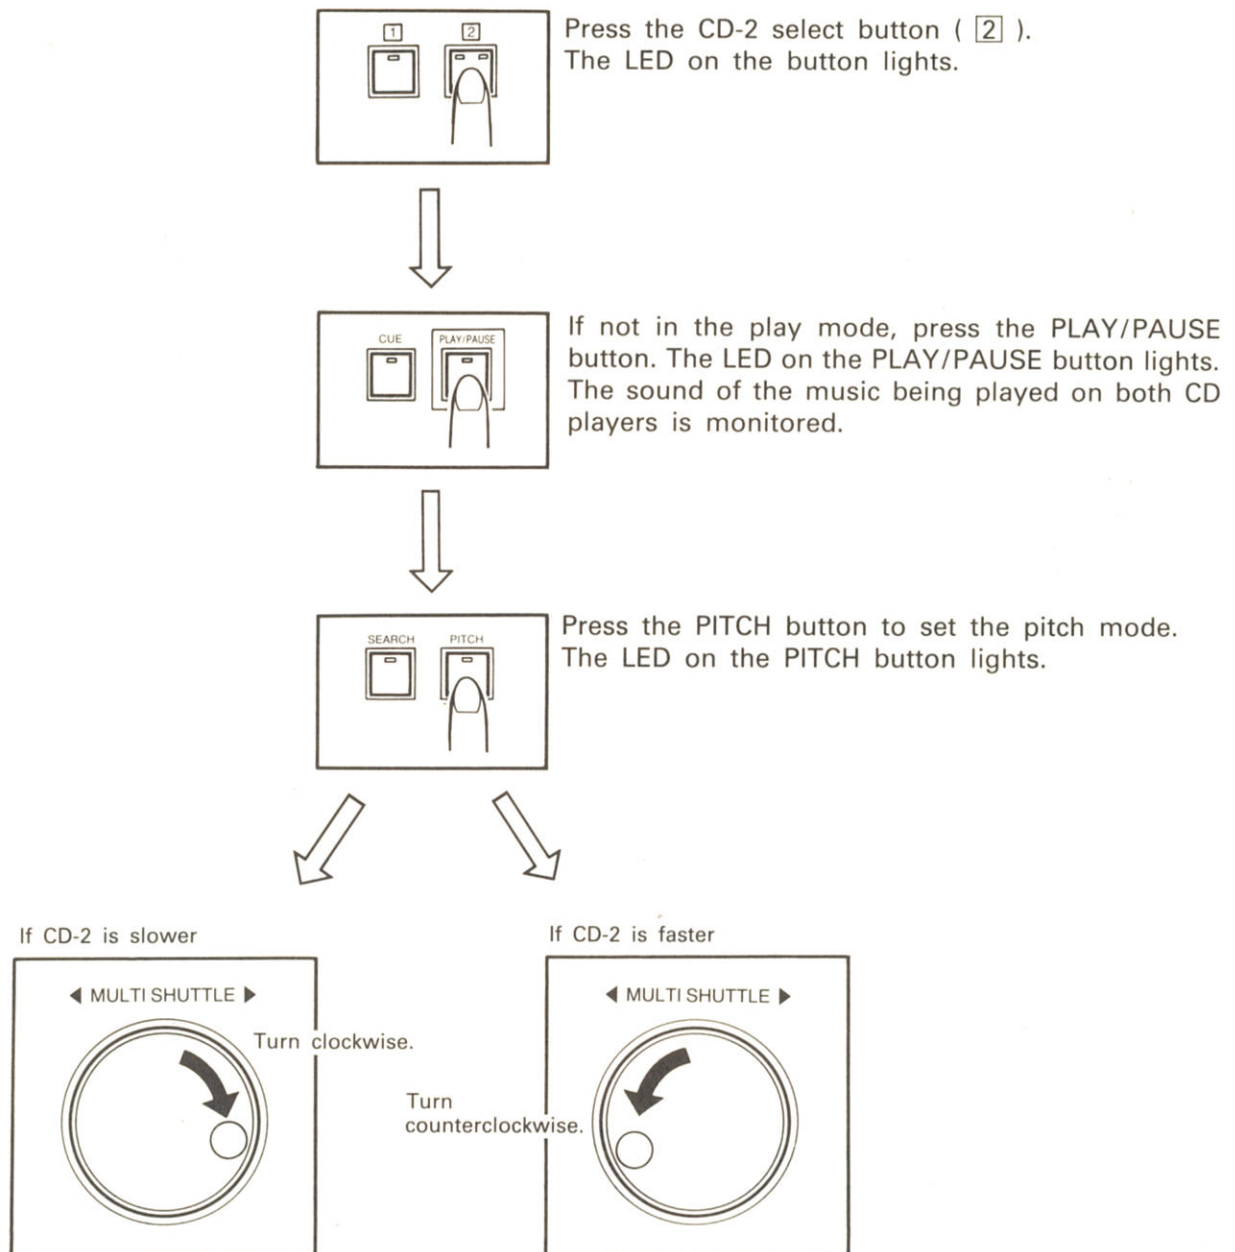 1 2
Press the CD-2 select button ( 2 ).
The LED on the button lights.
CUE PLAY/PAUSE
If not in the play mode, press the PLAY/PAUSE
button. The LED on the PLAY/PAUSE button lights.
The sound of the music being played on both CD
players is monitored.
SEARCH PITCH
Press the PITCH button to set the pitch mode.
The LED on the PITCH button lights.
If CD-2 is slower
◀ MULTI SHUTTLE ▶
Turn clockwise.
If CD-2 is faster
◀ MULTI SHUTTLE ▶
Turn
counterclockwise.